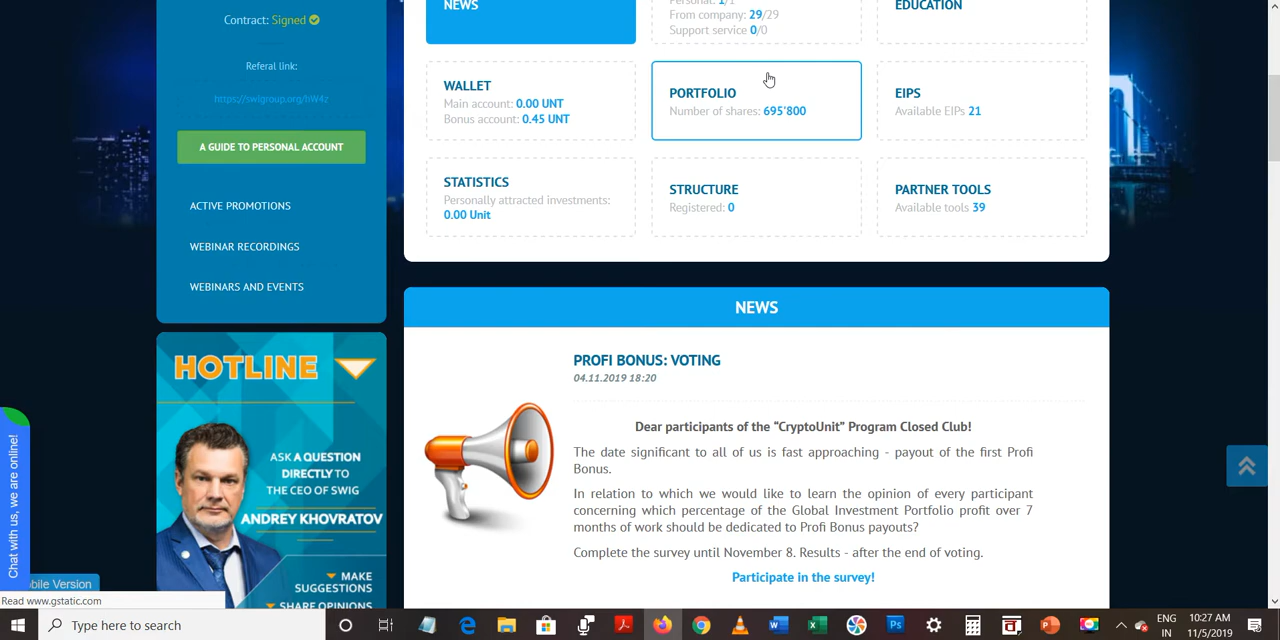 Contract: Signed
Referal link:
https://swigroup.org/hW4z
A GUIDE TO PERSONAL ACCOUNT
ACTIVE PROMOTIONS
WEBINAR RECORDINGS
WEBINARS AND EVENTS
HOTLINE
ASK A QUESTION
DIRECTLY TO
THE CEO OF SWIG
ANDREY KHOVRATOV
MAKE
SUGGESTIONS
SHARE OPINIONS
NEWS
Personal: 1/1
From company: 29/29
Support service 0/0
EDUCATION
WALLET
Main account: 0.00 UNT
Bonus account: 0.45 UNT
PORTFOLIO
Number of shares: 695'800
EIPS
Available EIPs 21
STATISTICS
Personally attracted investments:
0.00 Unit
STRUCTURE
Registered: 0
PARTNER TOOLS
Available tools 39
NEWS
PROFI BONUS: VOTING
04.11.2019 18:20
Dear participants of the “CryptoUnit” Program Closed Club!
The date significant to all of us is fast approaching - payout of the first Profi
Bonus.
In relation to which we would like to learn the opinion of every participant
concerning which percentage of the Global Investment Portfolio profit over 7
months of work should be dedicated to Profi Bonus payouts?
Complete the survey until November 8. Results - after the end of voting.
Participate in the survey!
Chat with us, we are online!
bile Version
Read www.gstatic.com
Type here to search
ENG
IN
10:27 AM
11/5/2019